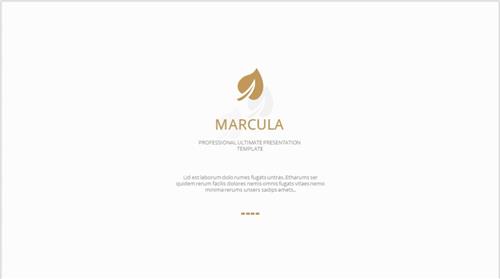 MARCULA
PROFESSIONAL ULTIMATE PRESENTATION
TEMPLATE
Lid est laborum dolo rumes fugats untras. Etharums ser
quidem rerum facilis dolores nemis omnis fugats vitaes nemo
minima rerums unsers sadips amets..